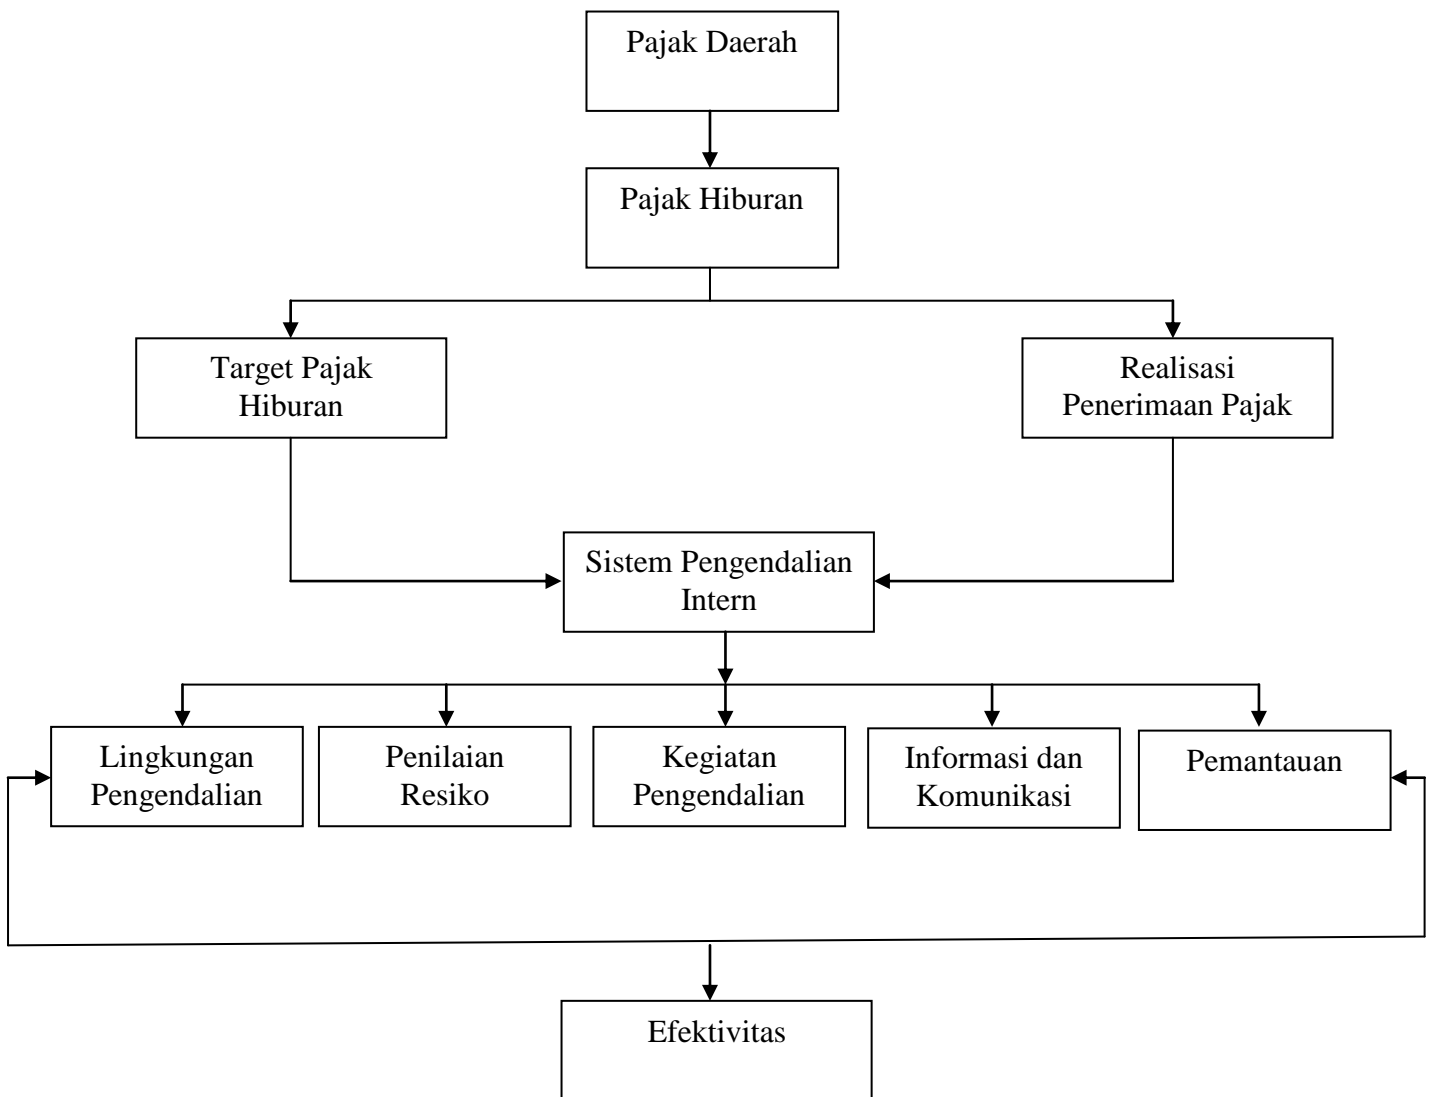 Pajak Daerah
Pajak Hiburan
Target Pajak
Hiburan
Realisasi
Penerimaan Pajak
Sistem Pengendalian
Intern
Lingkungan
Pengendalian
Penilaian
Resiko
Kegiatan
Pengendalian
Informasi dan
Komunikasi
Pemantauan
Efektivitas